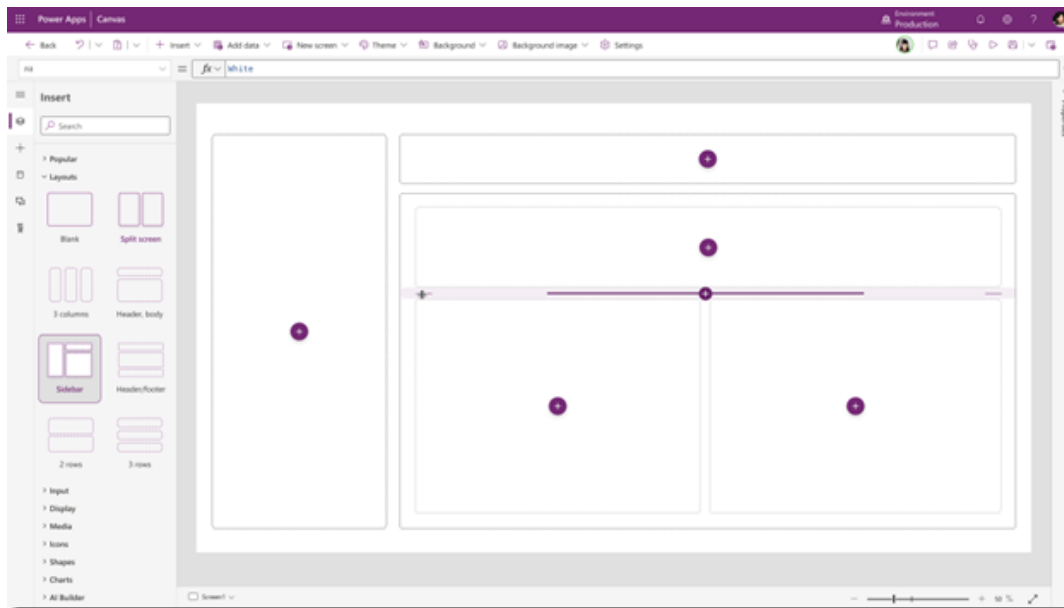 Environment
Power Apps | Canvas
Production
Back
Insert
Add data
New screen
Theme
Background
Background image
Settings
fx White
Insert
Search
Popular
Layouts
Blank
Split screen
3 columns
Header, body
Sidebar
Header/footer
2 rows
3 rows
Input
Display
Media
Icons
Shapes
Charts
AI Builder
Screen1
50 %